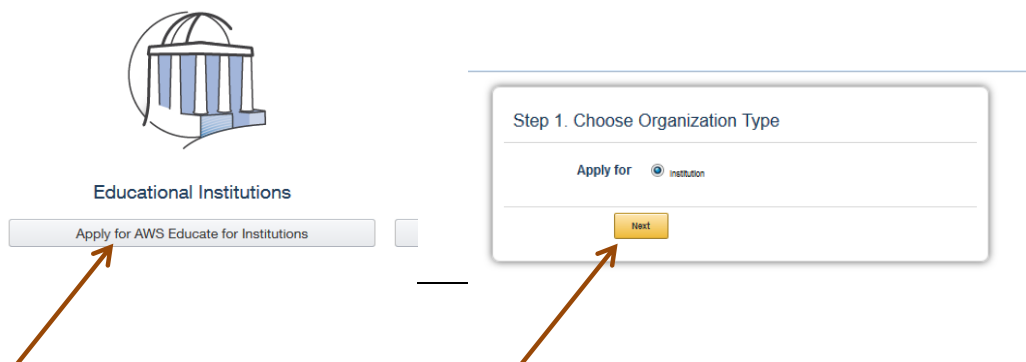 Educational Institutions
Apply for AWS Educate for Institutions
Step 1. Choose Organization Type
Apply for Institution
Next